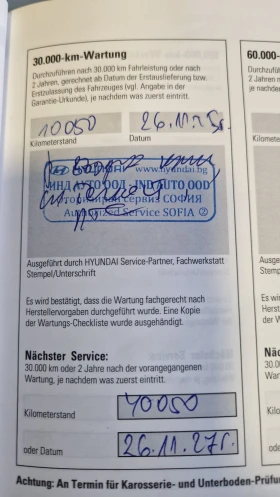 30.000-km-Wartung
60.000
Durchzuführen nach 30.000 km Fahrleistung oder nach
2 Jahren, gerechnet ab Datum der Erstauslieferung bzw.
Erstzulassung des Fahrzeuges (vgl. Angabe in der
Garantie-Urkunde), je nachdem was zuerst eintritt.
10050
26.11.25г.
Kilometerstand
Datum
www.hyundai.bg
ИНД АУТО ООД - IND AUTO OOD
Оторизиран сервиз СОФИЯ
Authorized Service SOFIA 2
Ausgeführt durch HYUNDAI Service-Partner, Fachwerkstatt
Stempel/Unterschrift
Es wird bestätigt, dass die Wartung fachgerecht nach
Herstellervorgaben durchgeführt wurde. Eine Kopie
der Wartungs-Checkliste wurde ausgehändigt.
Nächster Service:
30.000 km oder 2 Jahre nach der vorangegangenen
Wartung, je nachdem was zuerst eintritt.
Kilometerstand
40050
oder Datum
26.11.27г.
Achtung: An Termin für Karosserie- und Unterboden-Prüfu